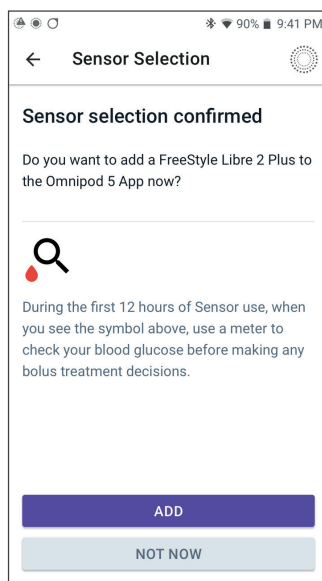 90% 9:41 PM
Sensor Selection
Sensor selection confirmed
Do you want to add a FreeStyle Libre 2 Plus to
the Omnipod 5 App now?
During the first 12 hours of Sensor use, when
you see the symbol above, use a meter to
check your blood glucose before making any
bolus treatment decisions.
ADD
NOT NOW